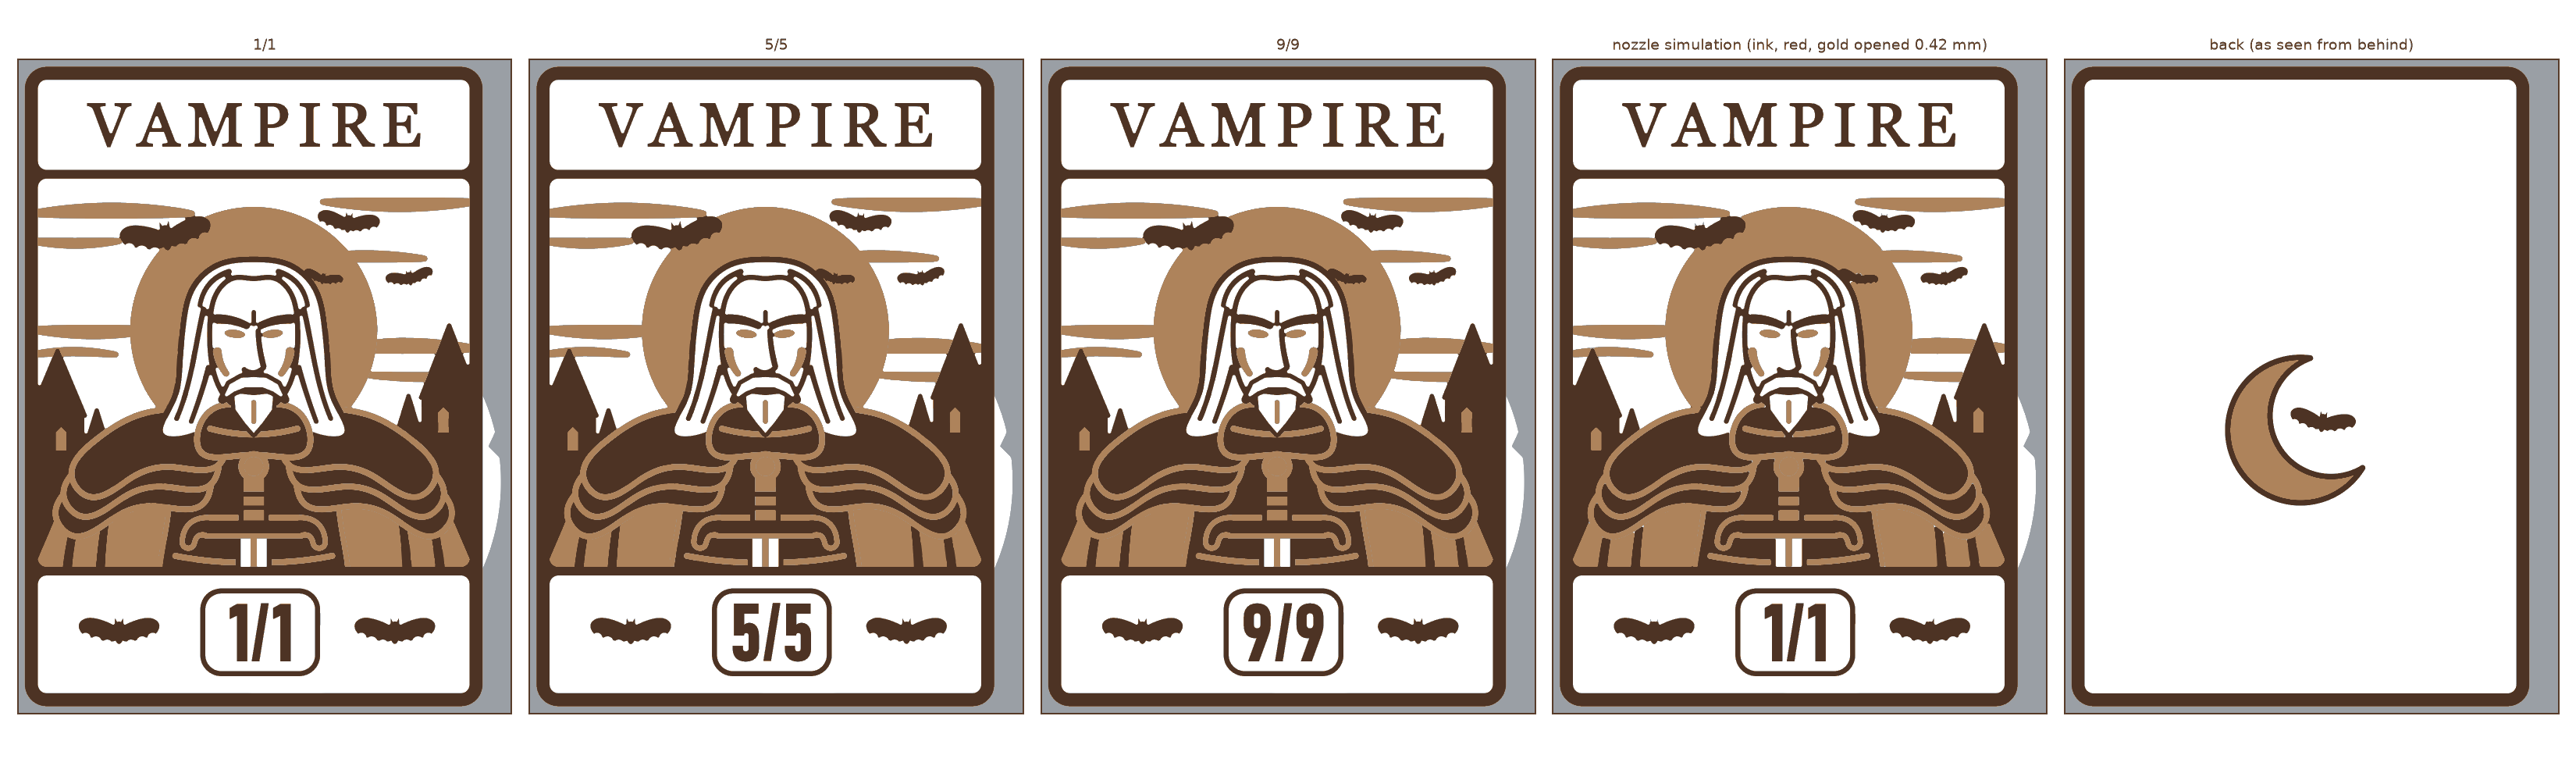 1/1
5/5
9/9
nozzle simulation (ink, red, gold opened 0.42 mm)
back (as seen from behind)
VAMPIRE
VAMPIRE
VAMPIRE
VAMPIRE
1/1
5/5
9/9
1/1